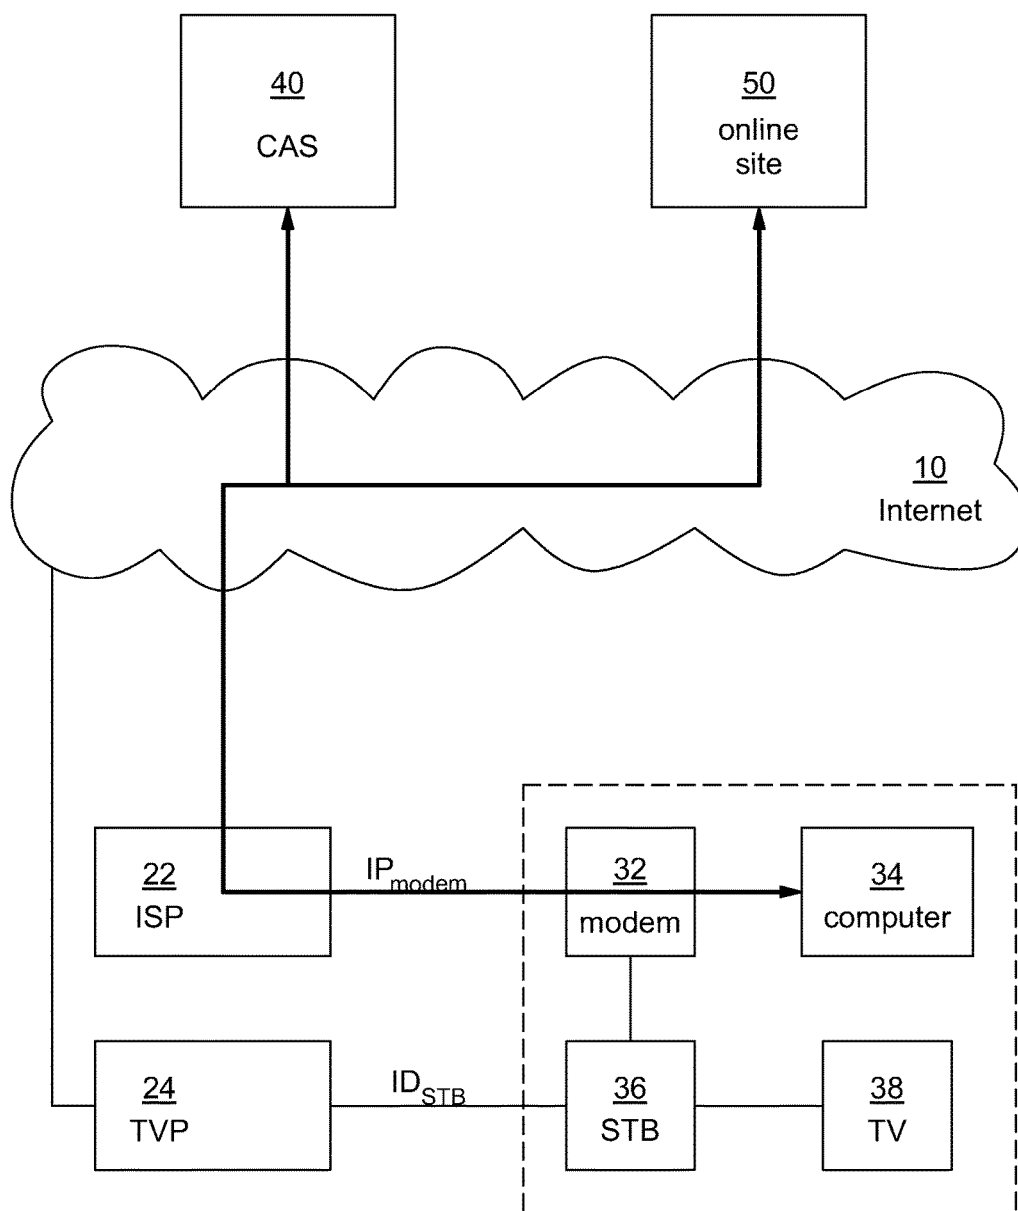 40
CAS
50
online
site
10
Internet
22
ISP
IPmodem
32
modem
34
computer
24
TVP
IDSTB
36
STB
38
TV